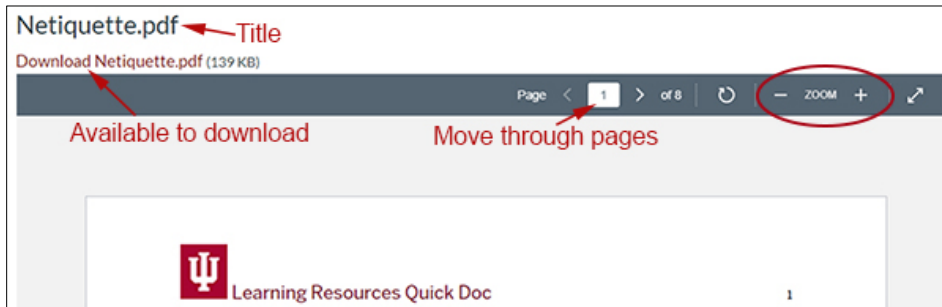 Netiquette.pdf Title
Download Netiquette.pdf (139 KB)
Page < 1 > of 8 ZOOM
Available to download Move through pages
Learning Resources Quick Doc 1